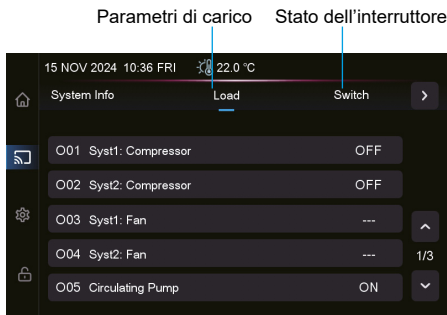 Parametri di carico Stato dell'interruttore
15 NOV 2024 10:36 FRI 22.0 °C
System Info Load Switch
O01 Syst1: Compressor OFF
O02 Syst2: Compressor OFF
O03 Syst1: Fan ---
O04 Syst2: Fan ---
1/3
O05 Circulating Pump ON